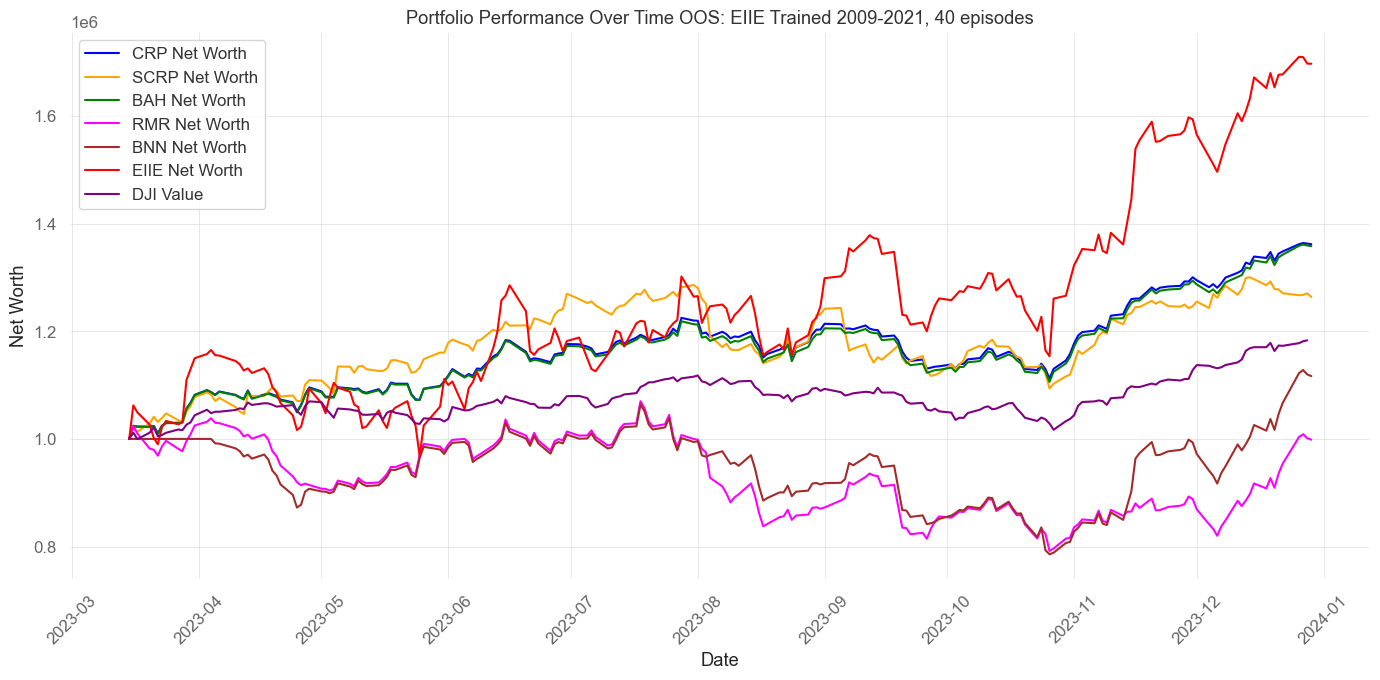 Portfolio Performance Over Time OOS: EIIE Trained 2009-2021, 40 episodes
1e6
CRP Net Worth
SCRP Net Worth
BAH Net Worth
RMR Net Worth
BNN Net Worth
EIIE Net Worth
DJI Value
Net Worth
1.6
1.4
1.2
1.0
0.8
2023-03
2023-04
2023-05
2023-06
2023-07
2023-08
2023-09
2023-10
2023-11
2023-12
2024-01
Date